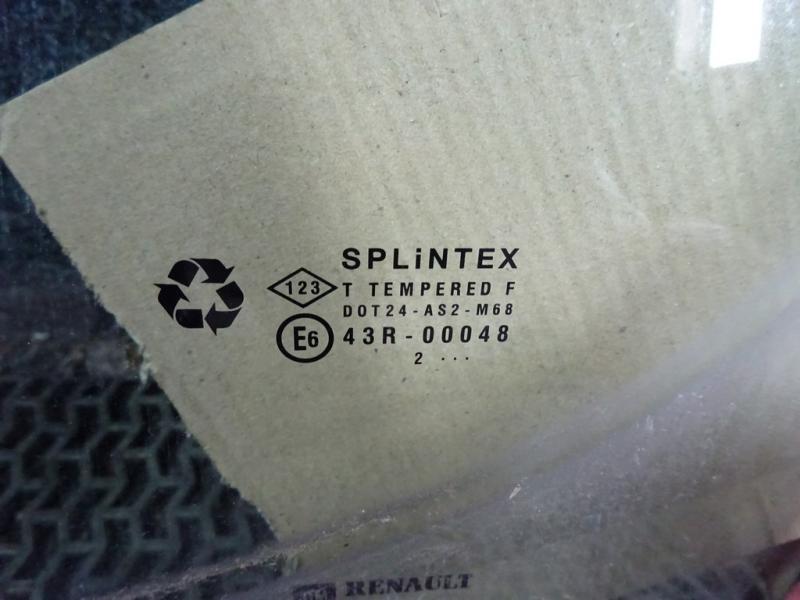 SPLiNTEX
123 T TEMPERED F
DOT24-AS2-M68
E6 43R-00048
2 ...
RENAULT